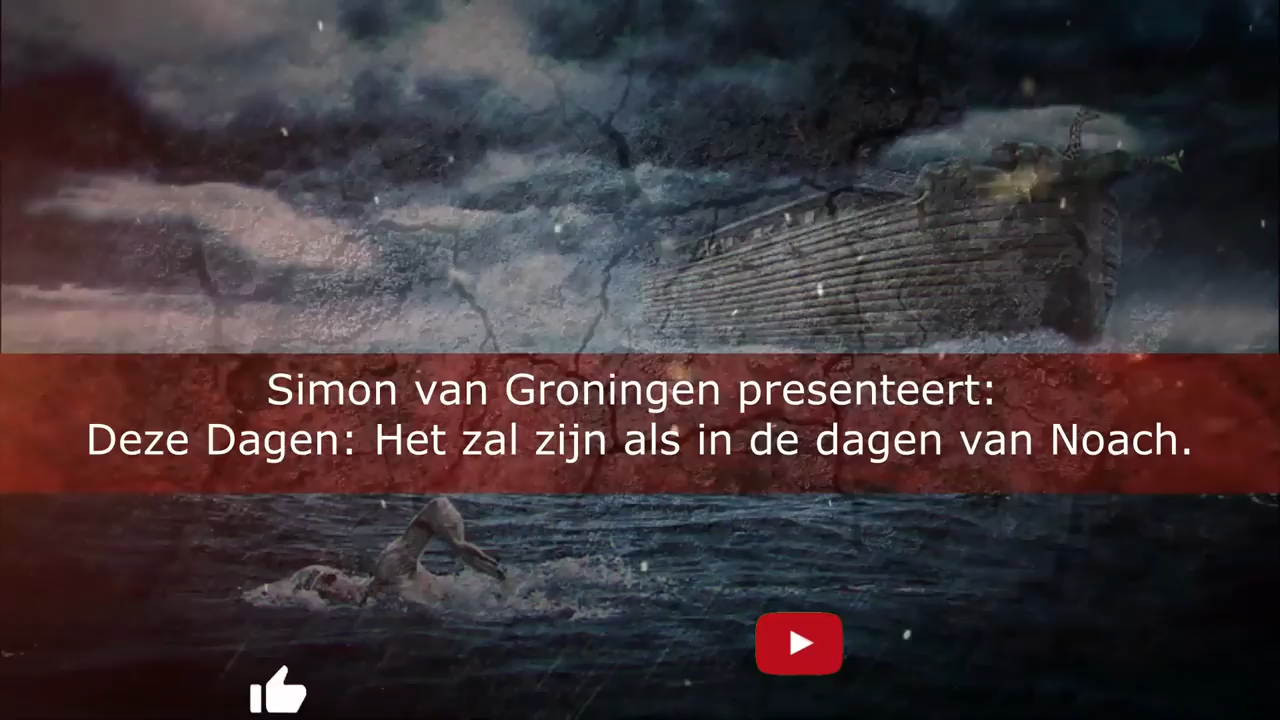 Simon van Groningen presenteert:
Deze Dagen: Het zal zijn als in de dagen van Noach.